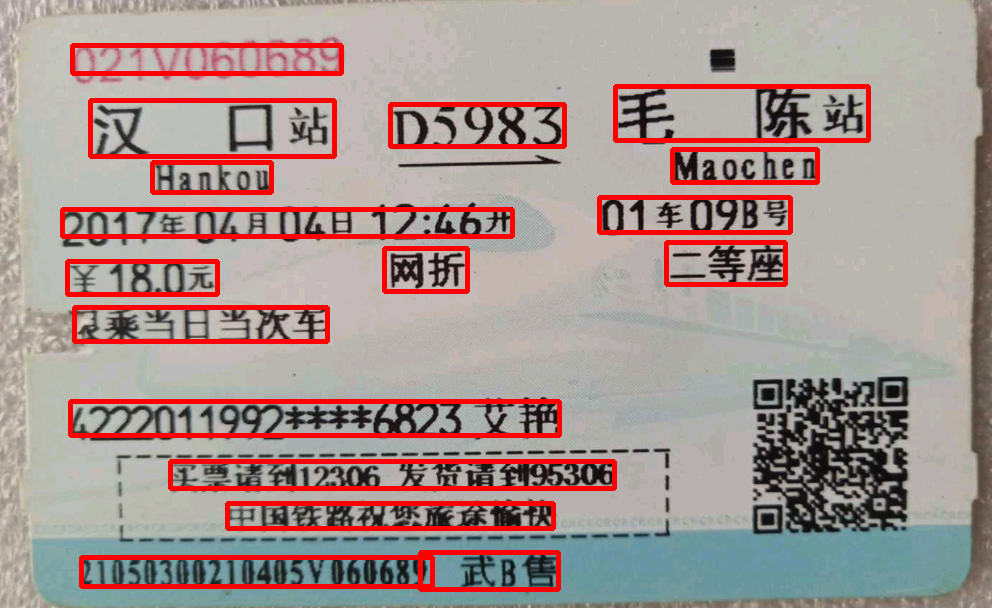 021V060689
汉 口站 D5983 毛 陈站
Hankou Maochen
2017年04月04日 12:46开 01车09B号
￥18.0元 网折 二等座
限乘当日当次车
4222011992****6823 艾艳
买票请到12306 发货请到95306
中国铁路祝您旅途愉快
21050300210405V060689 武B售